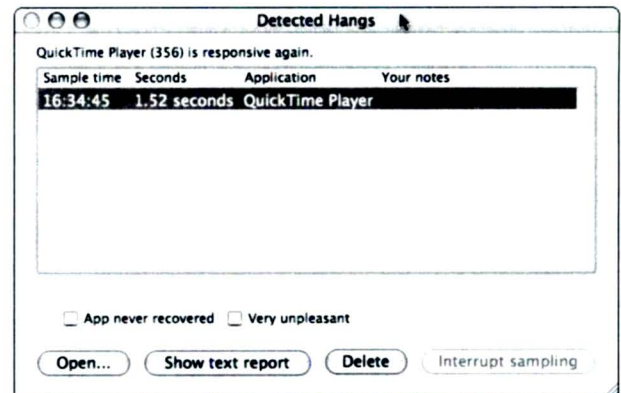 Detected Hangs
QuickTime Player (356) is responsive again.
Sample time Seconds Application Your notes
16:34:45 1.52 seconds QuickTime Player
App never recovered Very unpleasant
Open... Show text report Delete Interrupt sampling